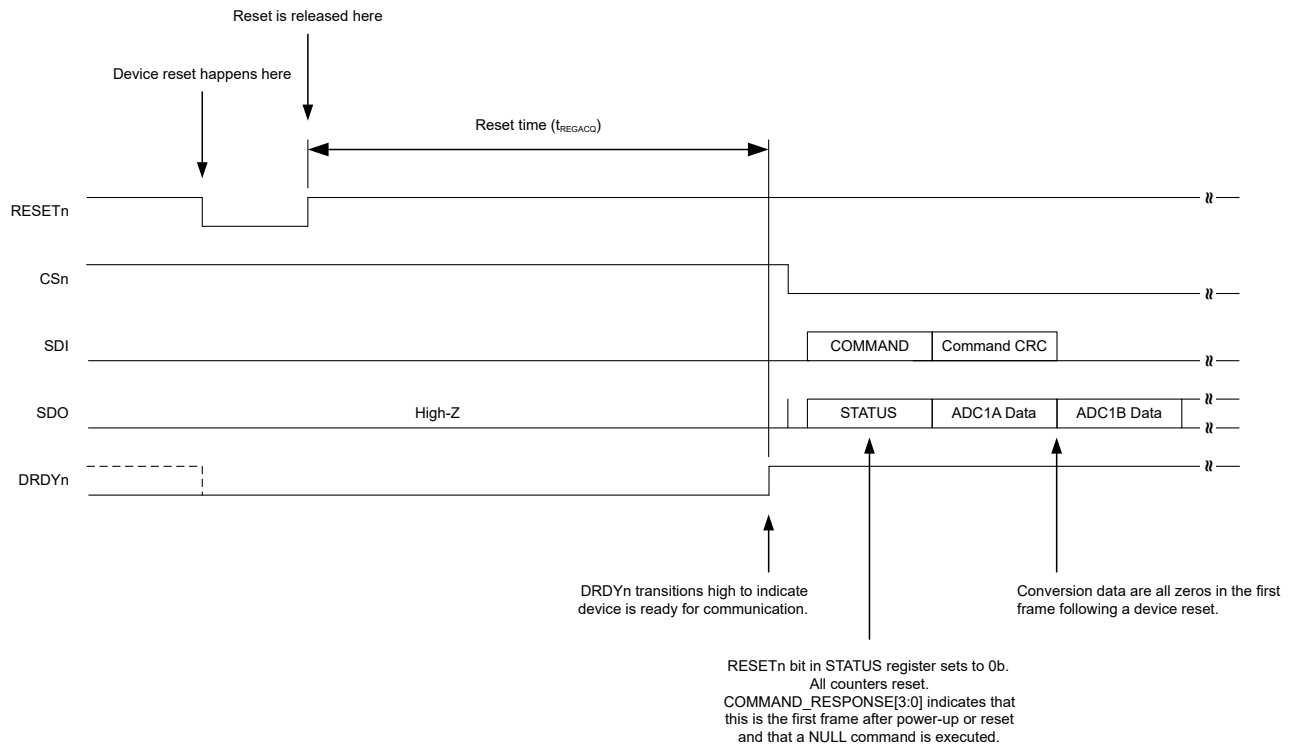 Reset is released here
Device reset happens here
Reset time (tREGACQ)
RESETn
CSn
SDI
COMMAND
Command CRC
SDO
High-Z
STATUS
ADC1A Data
ADC1B Data
DRDYn
DRDYn transitions high to indicate
device is ready for communication.
Conversion data are all zeros in the first
frame following a device reset.
RESETn bit in STATUS register sets to 0b.
All counters reset.
COMMAND_RESPONSE[3:0] indicates that
this is the first frame after power-up or reset
and that a NULL command is executed.